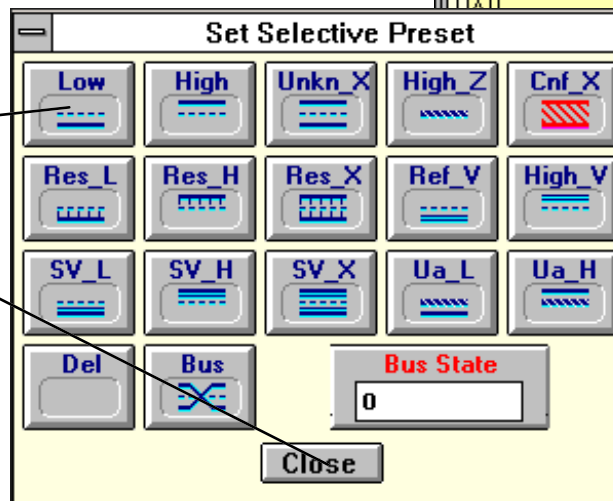 Set Selective Preset
Low High Unkn_X High_Z Cnf_X
Res_L Res_H Res_X Ref_V High_V
SV_L SV_H SV_X Ua_L Ua_H
Del Bus Bus State
0
Close